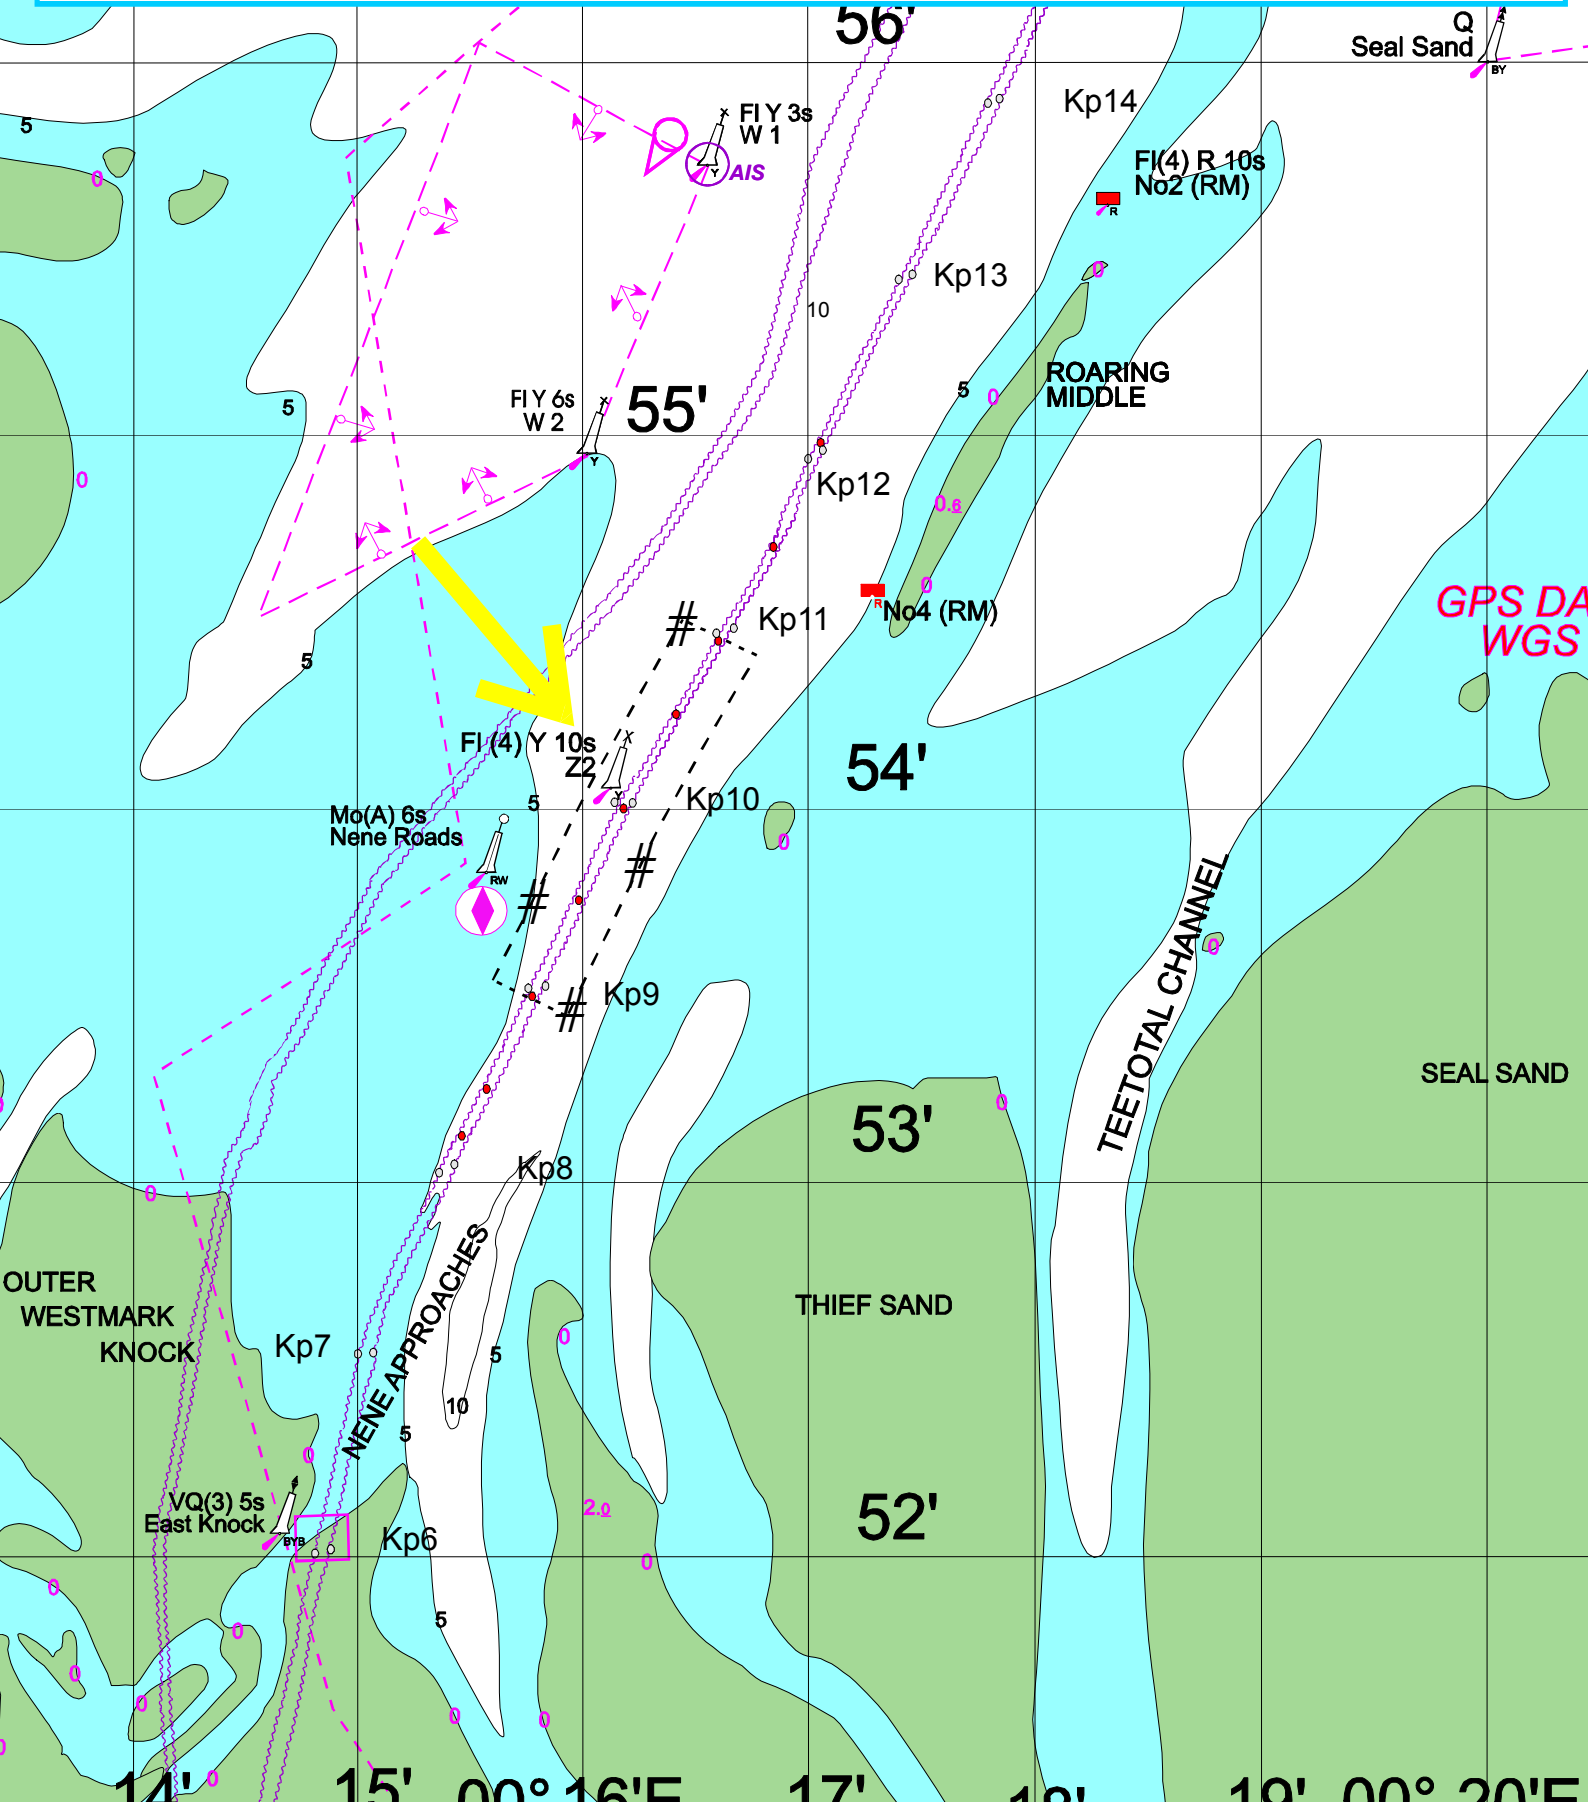 56'
Q
Seal Sand
BY
Kp14
5
Fl Y 3s
W 1
Y
AIS
Fl(4) R 10s
No2 (RM)
R
0
Kp13
0
10
ROARING
MIDDLE
5
0
Fl Y 6s
W 2
Y
55'
5
0
Kp12
0.6
0
R
No4 (RM)
GPS DA
WGS
#
Kp11
5
Fl (4) Y 10s
Z2
Y
54'
5
Kp10
Mo(A) 6s
Nene Roads
RW
0
#
#
TEETOTAL CHANNEL
0
Kp9
#
SEAL SAND
0
53'
Kp8
0
NENE APPROACHES
OUTER
WESTMARK
KNOCK
THIEF SAND
Kp7
0
5
10
5
0
VQ(3) 5s
East Knock
BYB
2.0
52'
Kp6
0
0
5
0
0
0
0
0
0
14'
15'
00° 16'E
17'
18'
19'
00° 20'E